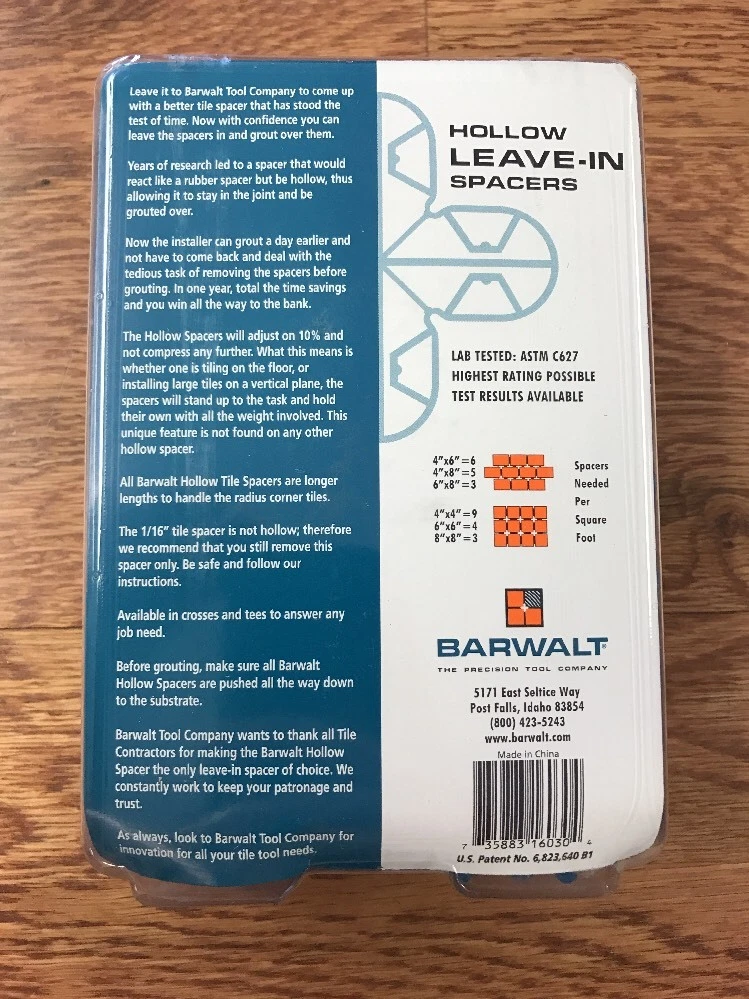 Leave it to Barwalt Tool Company to come up
with a better tile spacer that has stood the
test of time. Now with confidence you can
leave the spacers in and grout over them.
Years of research led to a spacer that would
react like a rubber spacer but be hollow, thus
allowing it to stay in the joint and be
grouted over.
Now the installer can grout a day earlier and
not have to come back and deal with the
tedious task of removing the spacers before
grouting. In one year, total the time savings
and you win all the way to the bank.
The Hollow Spacers will adjust on 10% and
not compress any further. What this means is
whether one is tiling on the floor, or
installing large tiles on a vertical plane, the
spacers will stand up to the task and hold
their own with all the weight involved. This
unique feature is not found on any other
hollow spacer.
All Barwalt Hollow Tile Spacers are longer
lengths to handle the radius corner tiles.
The 1/16" tile spacer is not hollow; therefore
we recommend that you still remove this
spacer only. Be safe and follow our
instructions.
Available in crosses and tees to answer any
job need.
Before grouting, make sure all Barwalt
Hollow Spacers are pushed all the way down
to the substrate.
Barwalt Tool Company wants to thank all Tile
Contractors for making the Barwalt Hollow
Spacer the only leave-in spacer of choice. We
constantly work to keep your patronage and
trust.
As always, look to Barwalt Tool Company for
innovation for all your tile tool needs.
HOLLOW
LEAVE-IN
SPACERS
LAB TESTED: ASTM C627
HIGHEST RATING POSSIBLE
TEST RESULTS AVAILABLE
4"x6"=6
4"x8"=5
6"x8"=3
4"x4"=9
6"x6"=4
8"x8"=3
Spacers
Needed
Per
Square
Foot
BARWALT®
THE PRECISION TOOL COMPANY
5171 East Seltice Way
Post Falls, Idaho 83854
(800) 423-5243
www.barwalt.com
Made in China
7 35883 16030 4
U.S. Patent No. 6,823,640 B1